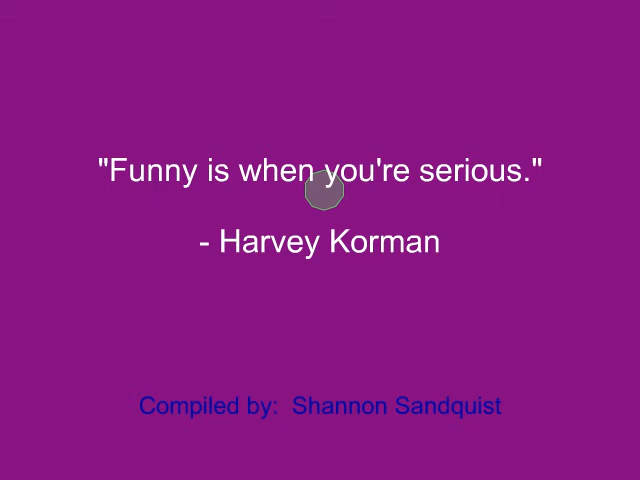 "Funny is when you're serious."
- Harvey Korman
Compiled by:  Shannon Sandquist